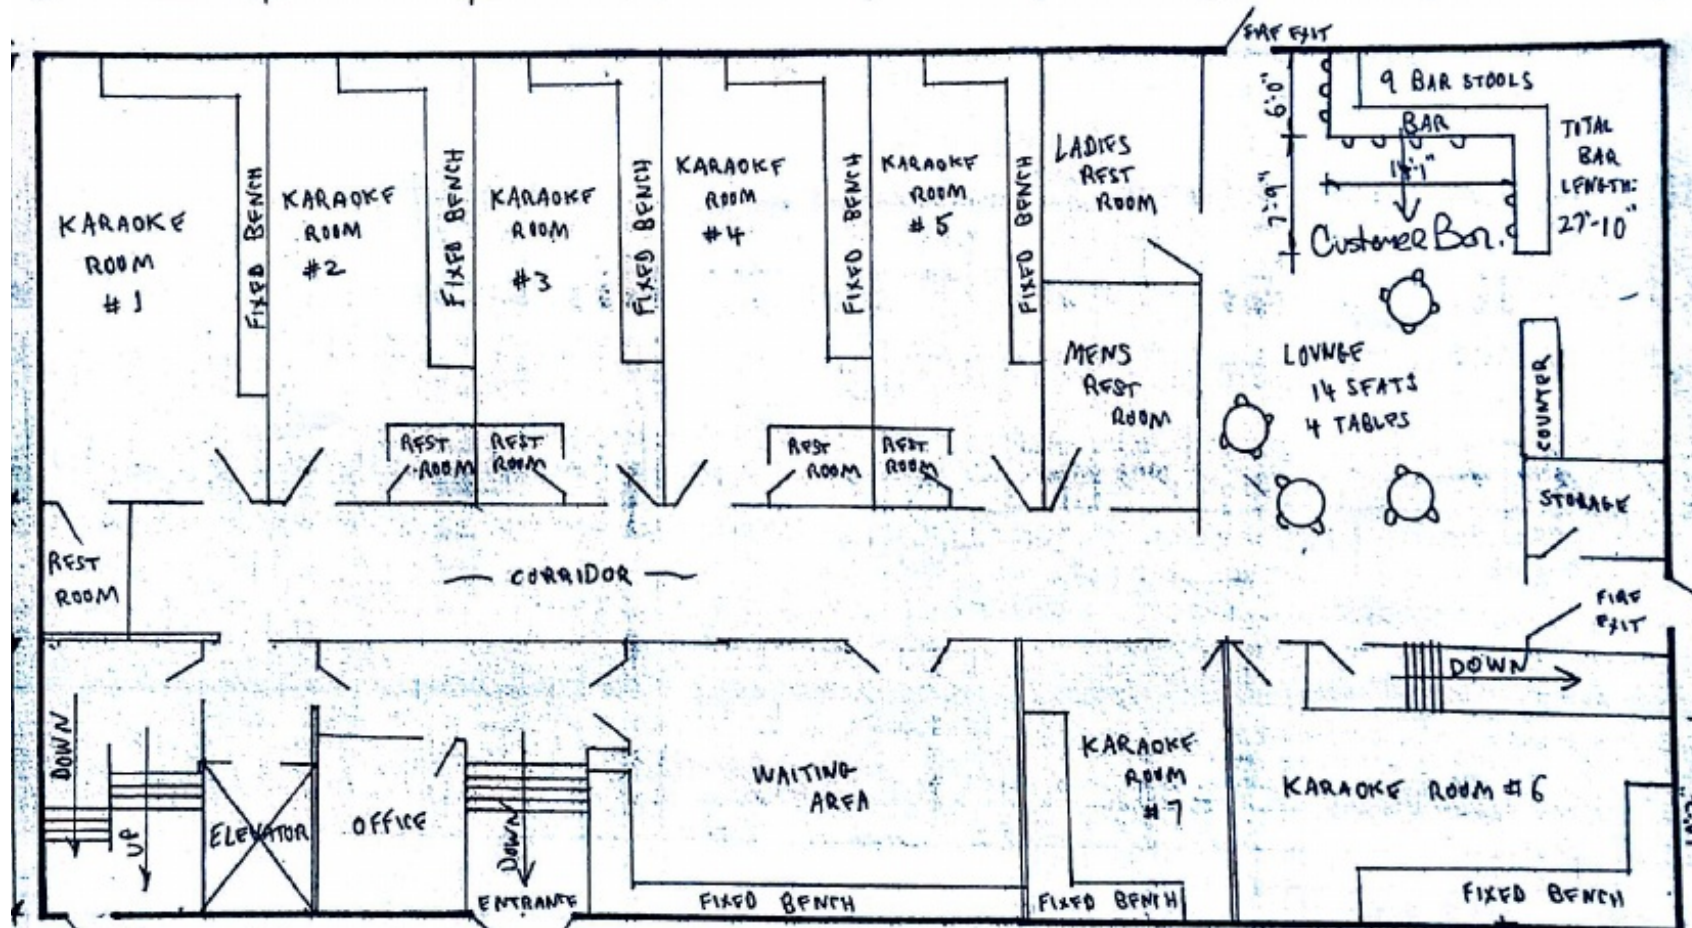 FIRE EXIT
9 BAR STOOLS
6'-0"
BAR
TOTAL
BAR
LENGTH:
27'-10"
7'-9"
Customer Bar.
KARAOKE
ROOM
#1
FIXED BENCH
KARAOKE
ROOM
#2
FIXED BENCH
KARAOKE
ROOM
#3
FIXED BENCH
KARAOKE
ROOM
#4
FIXED BENCH
KARAOKE
ROOM
#5
FIXED BENCH
LADIES
REST
ROOM
MENS
REST
ROOM
LOUNGE
14 SEATS
4 TABLES
COUNTER
STORAGE
REST
ROOM
REST
ROOM
REST
ROOM
REST
ROOM
REST
ROOM
CORRIDOR
FIRE
EXIT
DOWN
DOWN
UP
ELEVATOR
OFFICE
DOWN
ENTRANCE
WAITING
AREA
FIXED BENCH
KARAOKE
ROOM
#7
FIXED BENCH
KARAOKE ROOM #6
FIXED BENCH